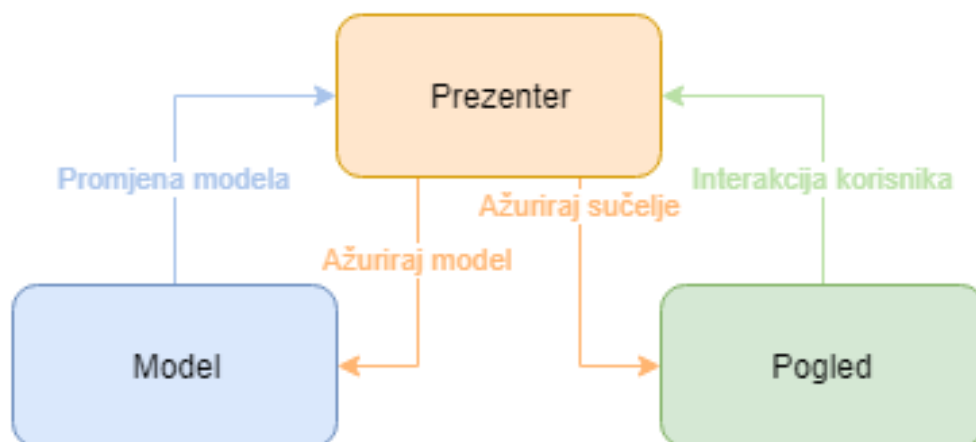 Prezenter
Promjena modela
Ažuriraj sučelje
Interakcija korisnika
Ažuriraj model
Model
Pogled